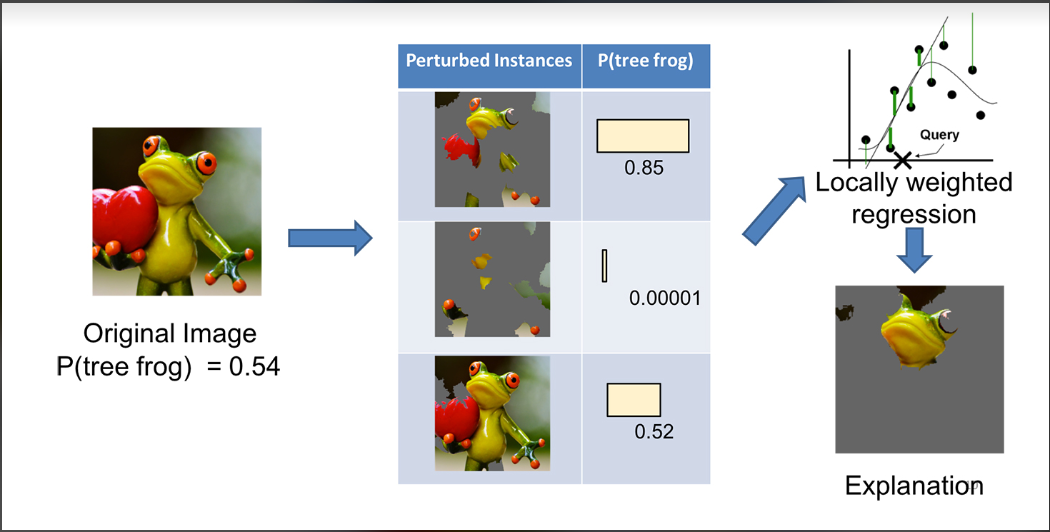 Original Image
P(tree frog) = 0.54
Perturbed Instances
P(tree frog)
0.85
0.00001
0.52
Query
Locally weighted
regression
Explanation